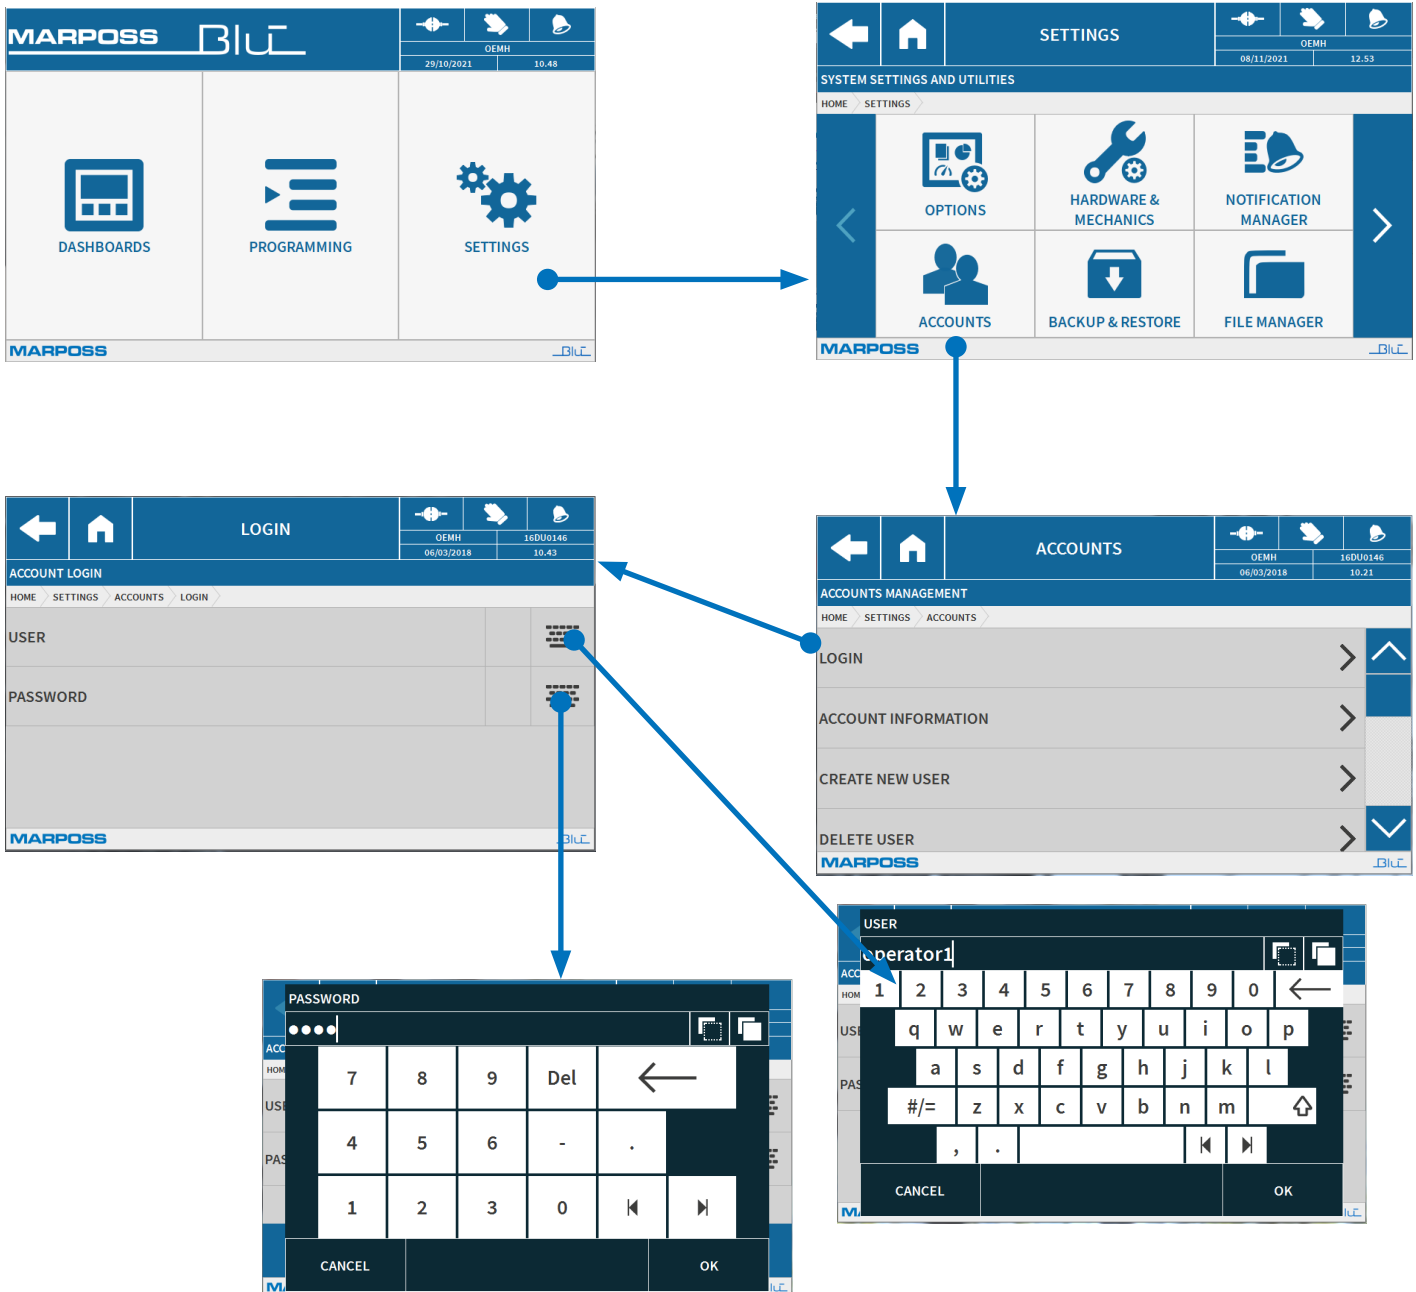 MARPOSS Blu
OEMH
29/10/2021 10.48
DASHBOARDS PROGRAMMING SETTINGS
MARPOSS Blu
SETTINGS
OEMH
08/11/2021 12.53
SYSTEM SETTINGS AND UTILITIES
HOME SETTINGS
OPTIONS
HARDWARE &
MECHANICS
NOTIFICATION
MANAGER
ACCOUNTS BACKUP & RESTORE FILE MANAGER
MARPOSS Blu
LOGIN
OEMH 16DU0146
06/03/2018 10.43
ACCOUNT LOGIN
HOME SETTINGS ACCOUNTS LOGIN
USER
PASSWORD
MARPOSS Blu
ACCOUNTS
OEMH 16DU0146
06/03/2018 10.21
ACCOUNTS MANAGEMENT
HOME SETTINGS ACCOUNTS
LOGIN
ACCOUNT INFORMATION
CREATE NEW USER
DELETE USER
MARPOSS Blu
PASSWORD
••••
7 8 9 Del
4 5 6 - .
1 2 3 0
CANCEL OK
USER
operator1
1 2 3 4 5 6 7 8 9 0
q w e r t y u i o p
a s d f g h j k l
#/= z x c v b n m
, .
CANCEL OK